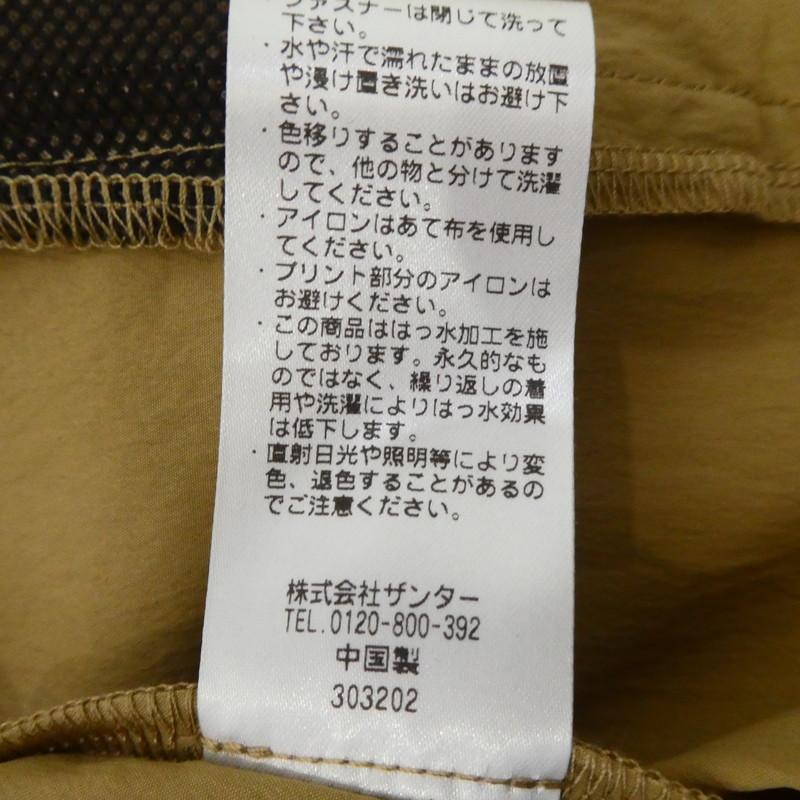 ファスナーは閉じて洗って
下さい。
・水や汗で濡れたままの放置
や浸け置き洗いはお避け下
さい。
・色移りすることがあります
ので、他の物と分けて洗濯
してください。
・アイロンはあて布を使用し
てください。
・プリント部分のアイロンは
お避けください。
・この商品ははっ水加工を施
しております。永久的なも
のではなく、繰り返しの着
用や洗濯によりはっ水効果
は低下します。
・直射日光や照明等により変
色、退色することがあるの
でご注意ください。
株式会社ザンター
TEL.0120-800-392
中国製
303202